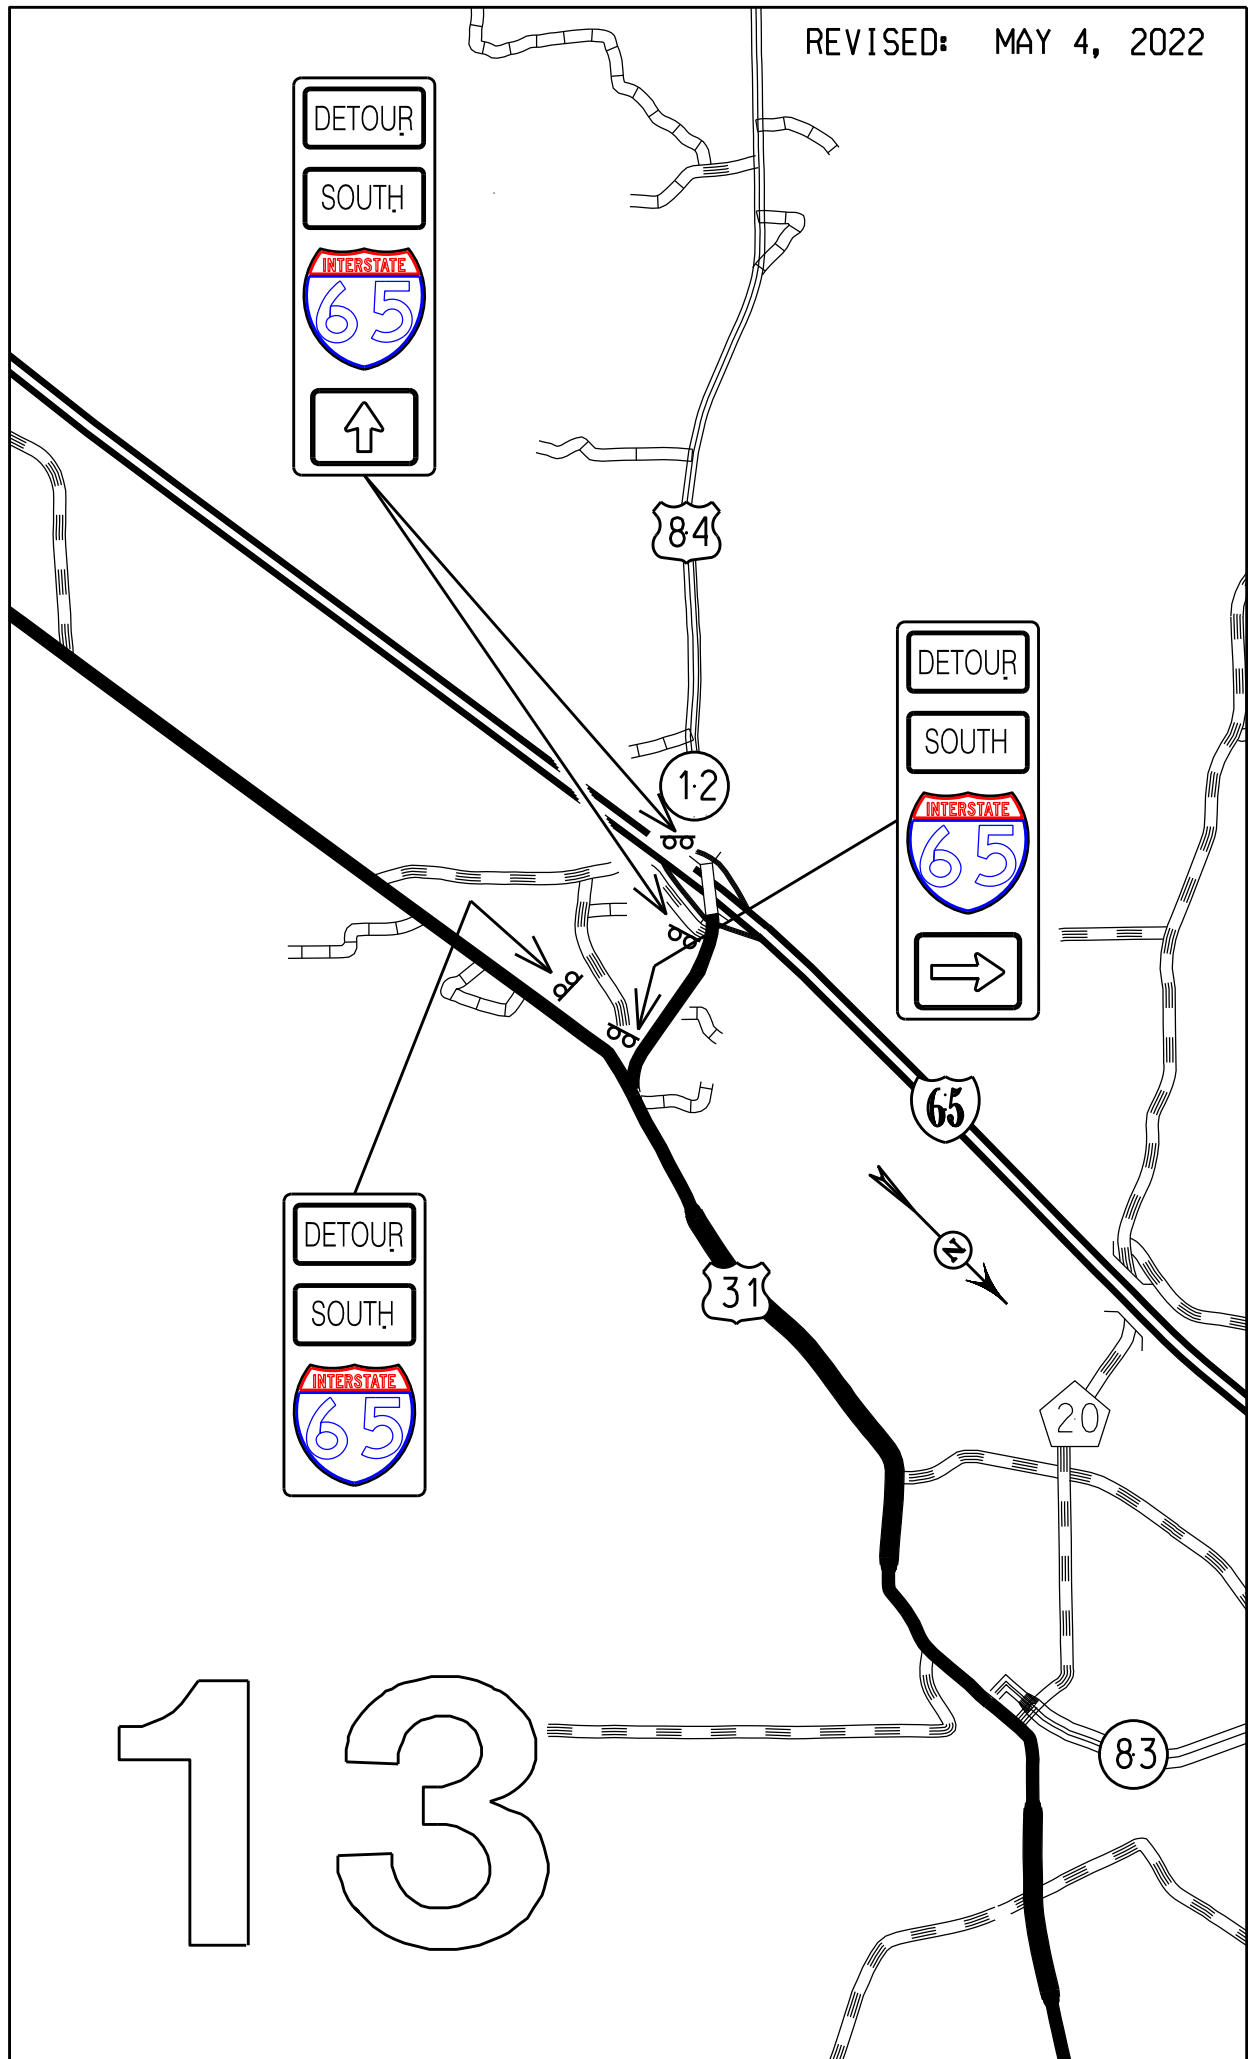 REVISED: MAY 4, 2022
DETOUR
SOUTH
INTERSTATE
65
84
DETOUR
SOUTH
INTERSTATE
65
12
65
DETOUR
SOUTH
INTERSTATE
65
N
31
20
83
13